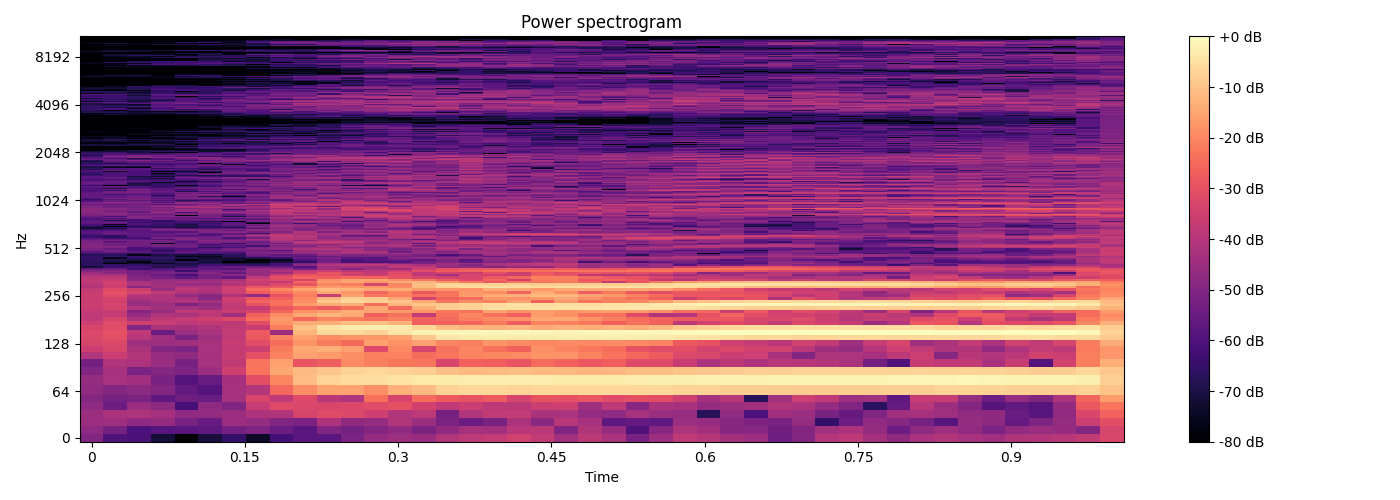 Power spectrogram
Hz
8192
4096
2048
1024
512
256
128
64
0
0 0.15 0.3 0.45 0.6 0.75 0.9
Time
+0 dB
-10 dB
-20 dB
-30 dB
-40 dB
-50 dB
-60 dB
-70 dB
-80 dB